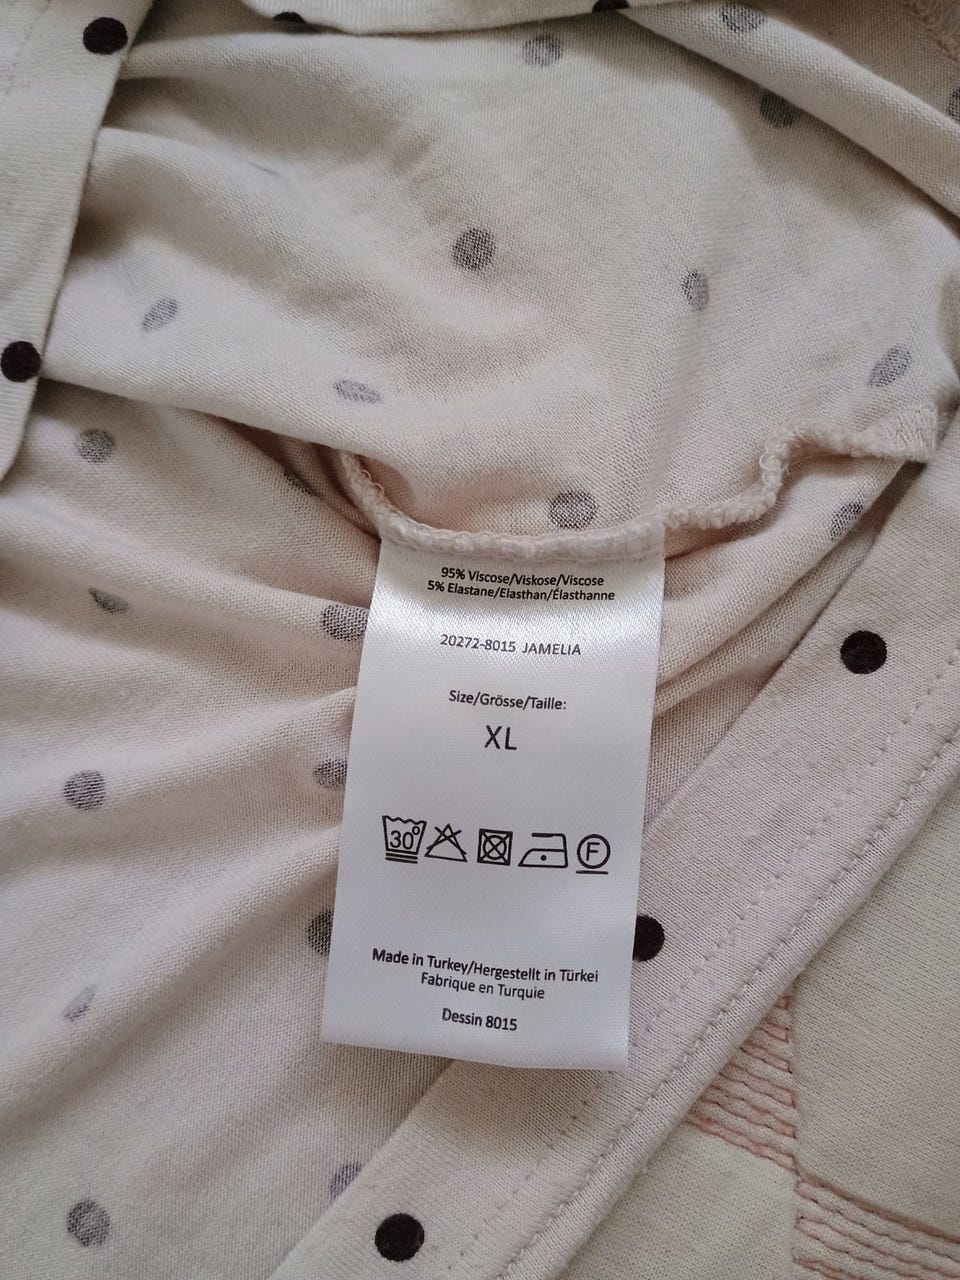 95% Viscose/Viskose/Viscose
5% Elastane/Elasthan/Élasthanne
20272-8015 JAMELIA
Size/Grösse/Taille:
XL
30° F
Made in Turkey/Hergestellt in Türkei
Fabrique en Turquie
Dessin 8015